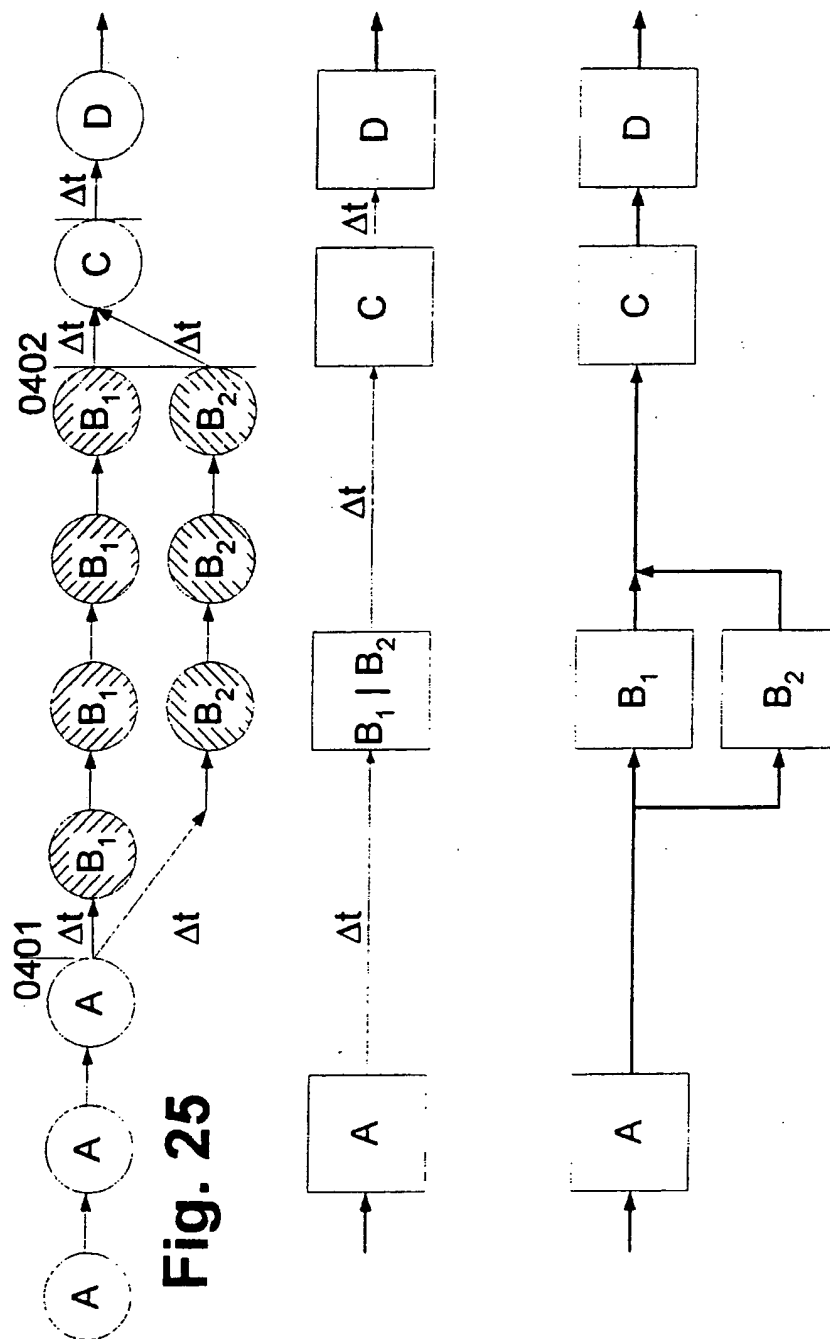 0401 0402
Δt Δt Δt
A A A B₁ B₁ B₁ B₁ C D
Δt Δt
B₂ B₂ B₂
Fig. 25
Δt Δt Δt
A B₁ | B₂ C D
A B₁ C D
B₂